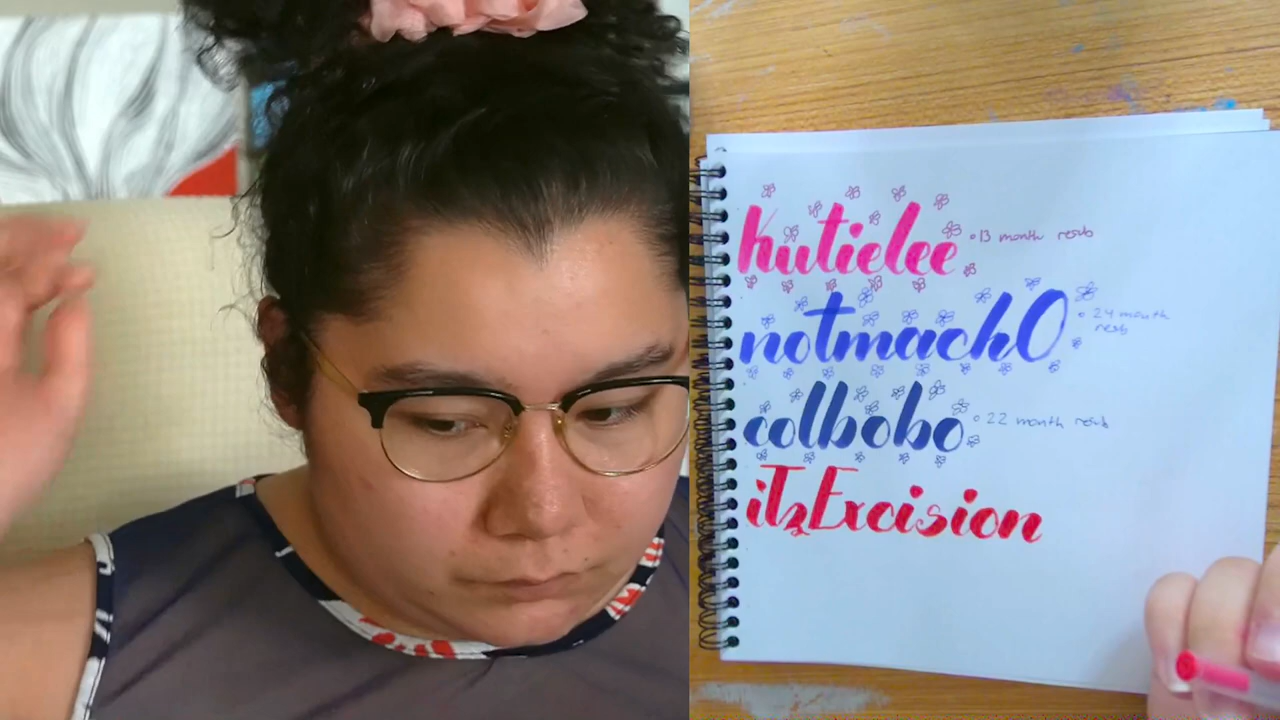 kutielee •13 month resub
notmach0 •24 month
resub
colbobo •22 month resub
itzExcision